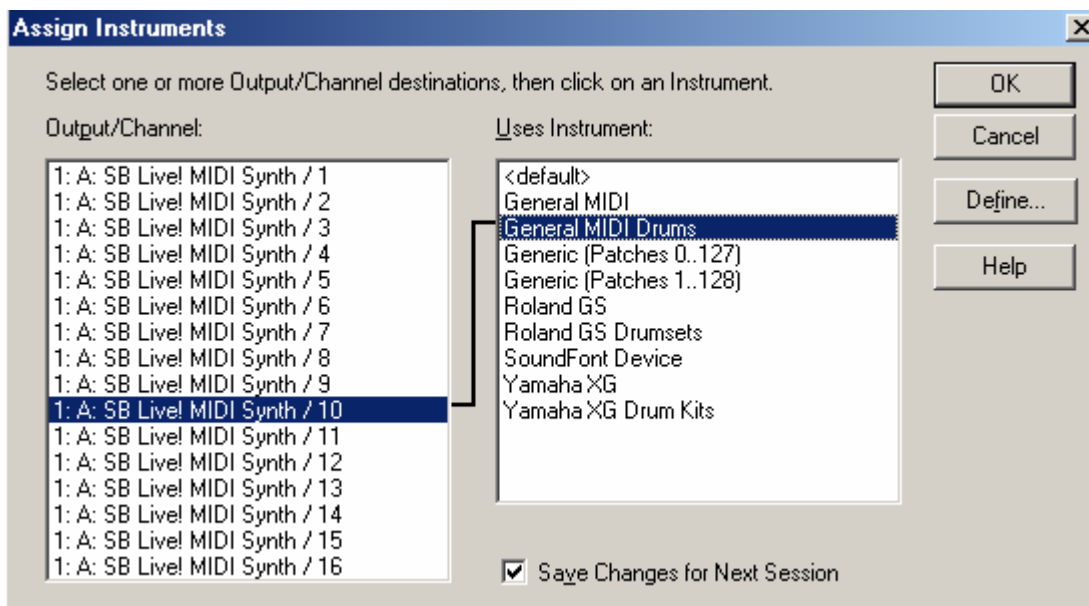 Assign Instruments
Select one or more Output/Channel destinations, then click on an Instrument.
Output/Channel:
1: A: SB Live! MIDI Synth / 1
1: A: SB Live! MIDI Synth / 2
1: A: SB Live! MIDI Synth / 3
1: A: SB Live! MIDI Synth / 4
1: A: SB Live! MIDI Synth / 5
1: A: SB Live! MIDI Synth / 6
1: A: SB Live! MIDI Synth / 7
1: A: SB Live! MIDI Synth / 8
1: A: SB Live! MIDI Synth / 9
1: A: SB Live! MIDI Synth / 10
1: A: SB Live! MIDI Synth / 11
1: A: SB Live! MIDI Synth / 12
1: A: SB Live! MIDI Synth / 13
1: A: SB Live! MIDI Synth / 14
1: A: SB Live! MIDI Synth / 15
1: A: SB Live! MIDI Synth / 16
Uses Instrument:
<default>
General MIDI
General MIDI Drums
Generic (Patches 0..127)
Generic (Patches 1..128)
Roland GS
Roland GS Drumsets
SoundFont Device
Yamaha XG
Yamaha XG Drum Kits
Save Changes for Next Session
OK
Cancel
Define...
Help